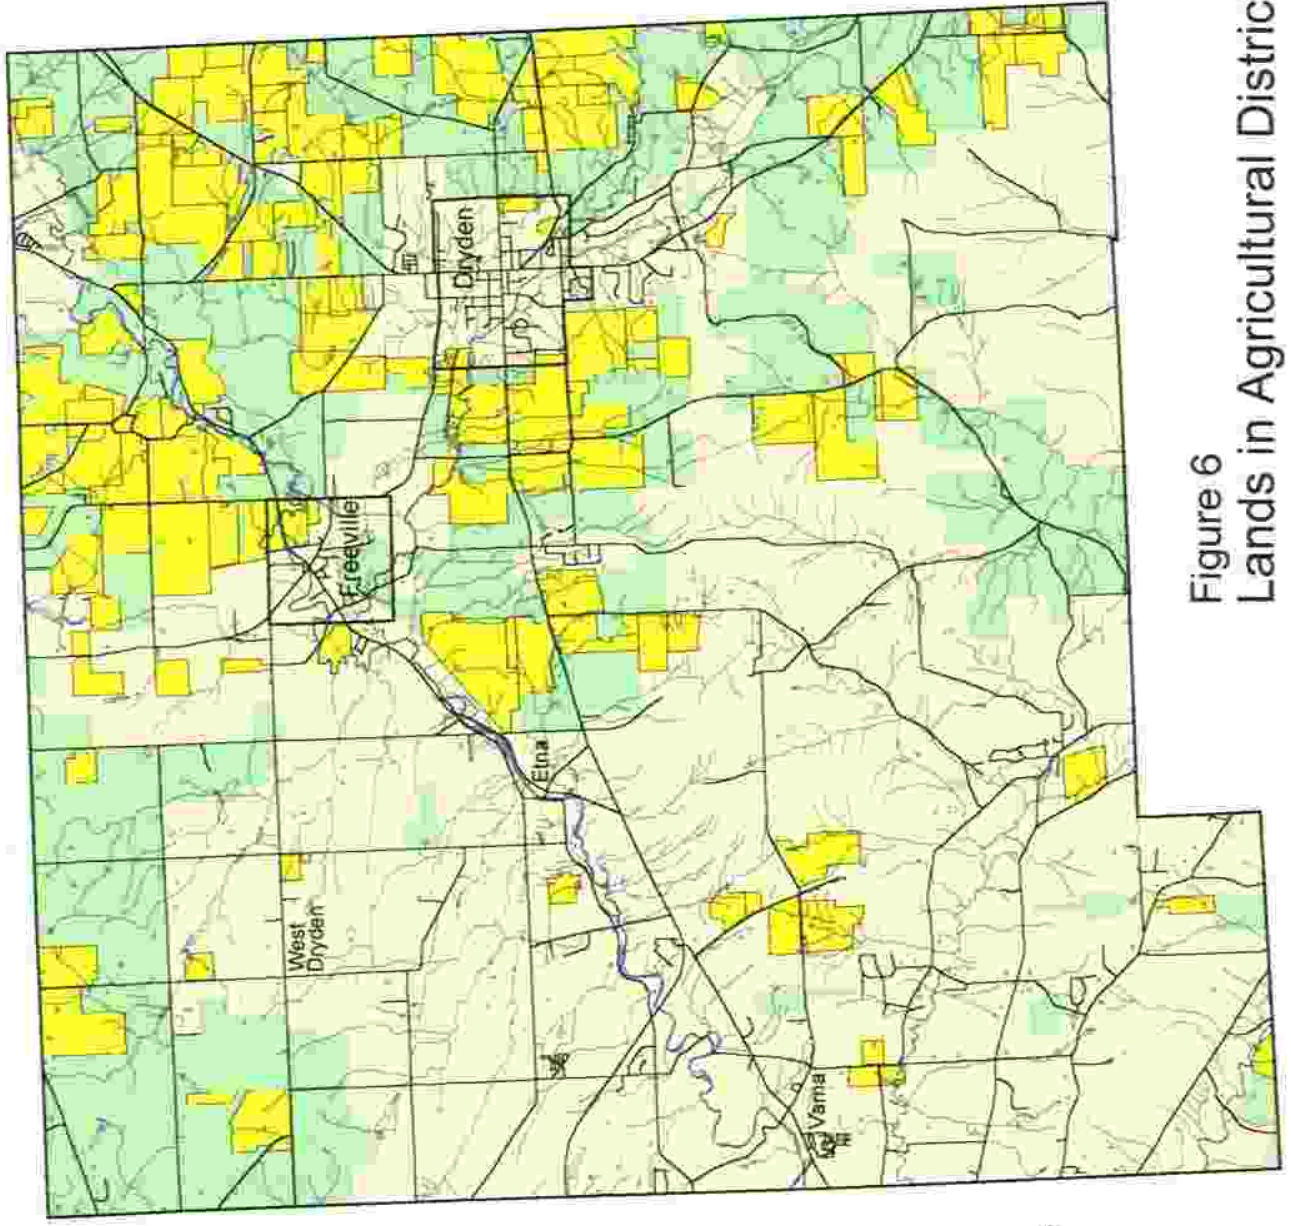 Dryden
Freeville
Etna
West
Dryden
Varna
Figure 6
Lands in Agricultural Distric